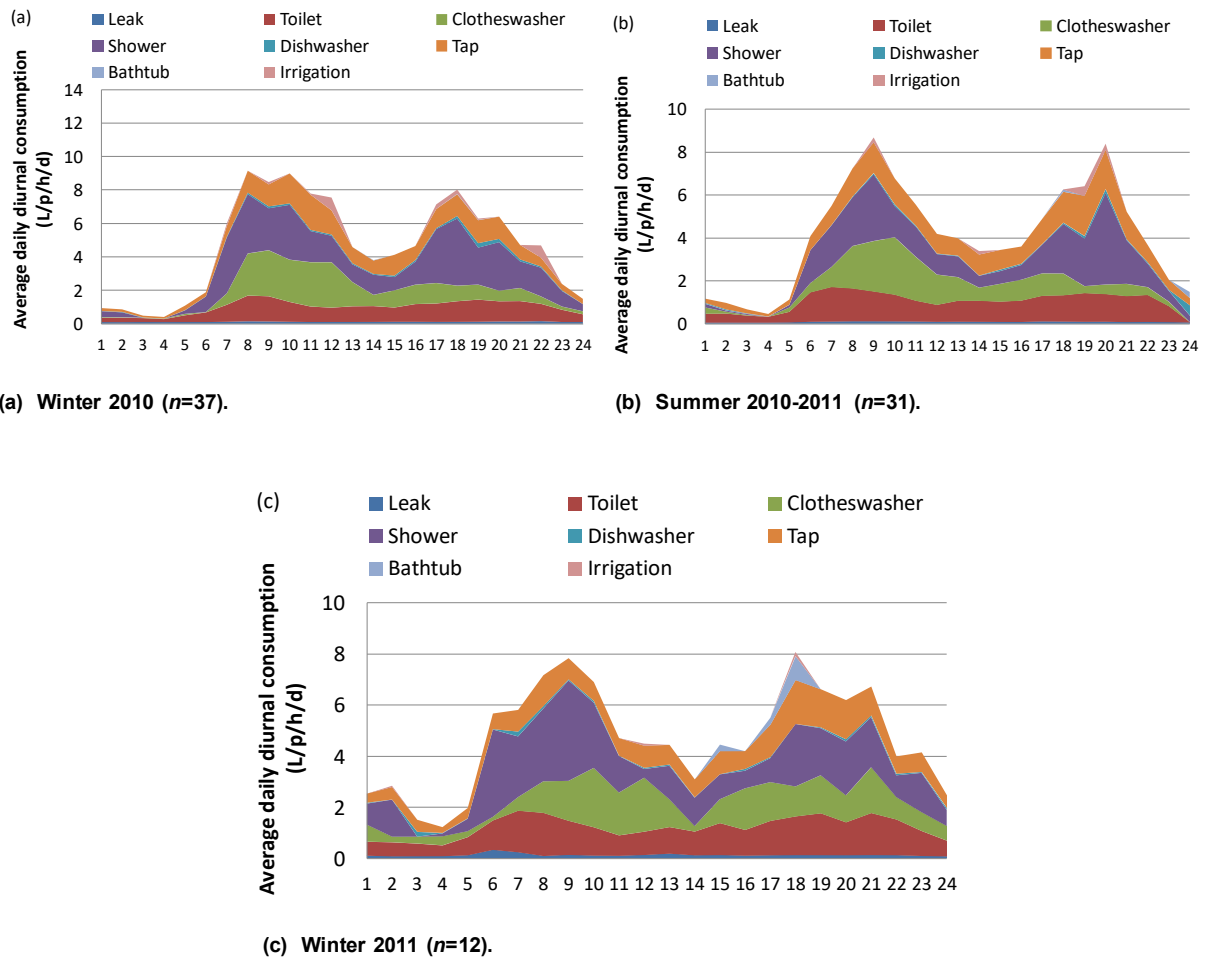 (a)
Leak Toilet Clotheswasher
Shower Dishwasher Tap
Bathtub Irrigation
Average daily diurnal consumption
(L/p/h/d)
14
12
10
8
6
4
2
0
1 2 3 4 5 6 7 8 9 10 11 12 13 14 15 16 17 18 19 20 21 22 23 24
(a) Winter 2010 (n=37).
(b)
Leak Toilet Clotheswasher
Shower Dishwasher Tap
Bathtub Irrigation
Average daily diurnal consumption
(L/p/h/d)
10
8
6
4
2
0
1 2 3 4 5 6 7 8 9 10 11 12 13 14 15 16 17 18 19 20 21 22 23 24
(b) Summer 2010-2011 (n=31).
(c)
Leak Toilet Clotheswasher
Shower Dishwasher Tap
Bathtub Irrigation
Average daily diurnal consumption
(L/p/h/d)
10
8
6
4
2
0
1 2 3 4 5 6 7 8 9 10 11 12 13 14 15 16 17 18 19 20 21 22 23 24
(c) Winter 2011 (n=12).